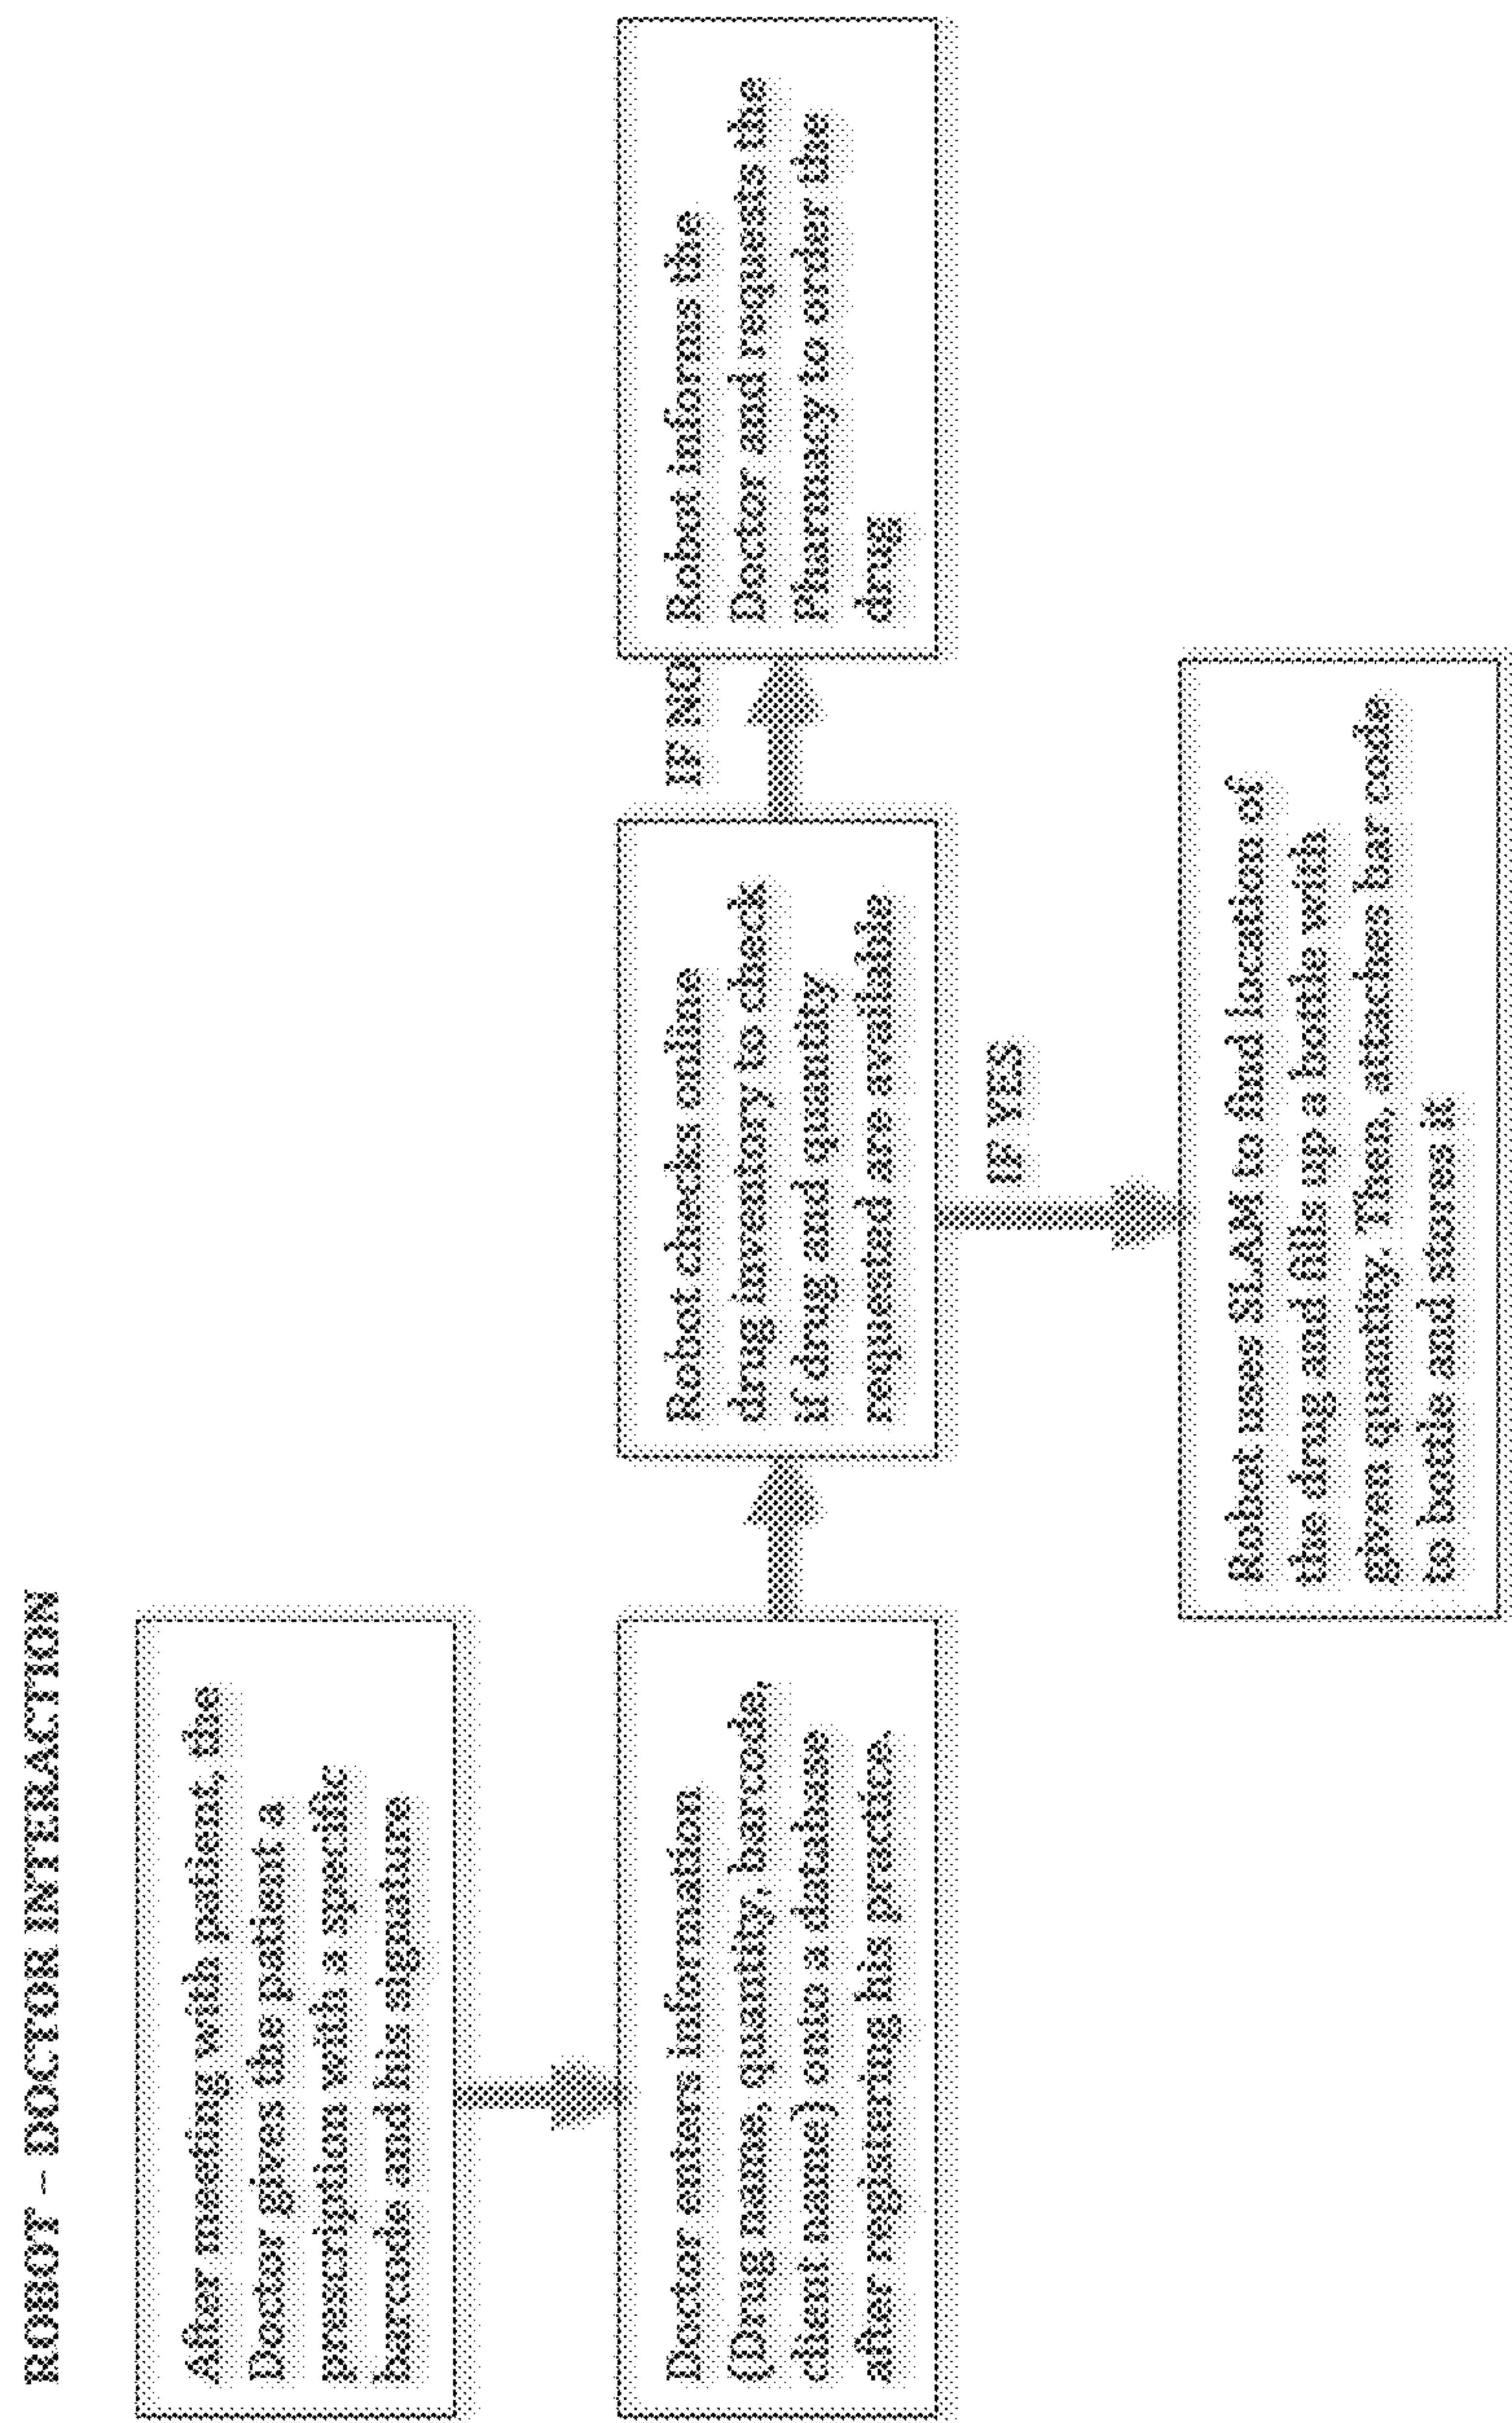 ROBOT – DOCTOR INTERACTION
After meeting with patient, the
Doctor gives the patient a
prescription with a specific
barcode and his signature
Doctor enters information
(Drug name, quantity, barcode,
client name) onto a database
after registering his practice.
Robot checks online
drug inventory to check
if drug and quantity
requested are available
IF NO
Robot informs the
Doctor and requests the
Pharmacy to order the
drug
IF YES
Robot uses SLAM to find location of
the drug and fills up a bottle with
given quantity. Then, attaches bar code
to bottle and stores it